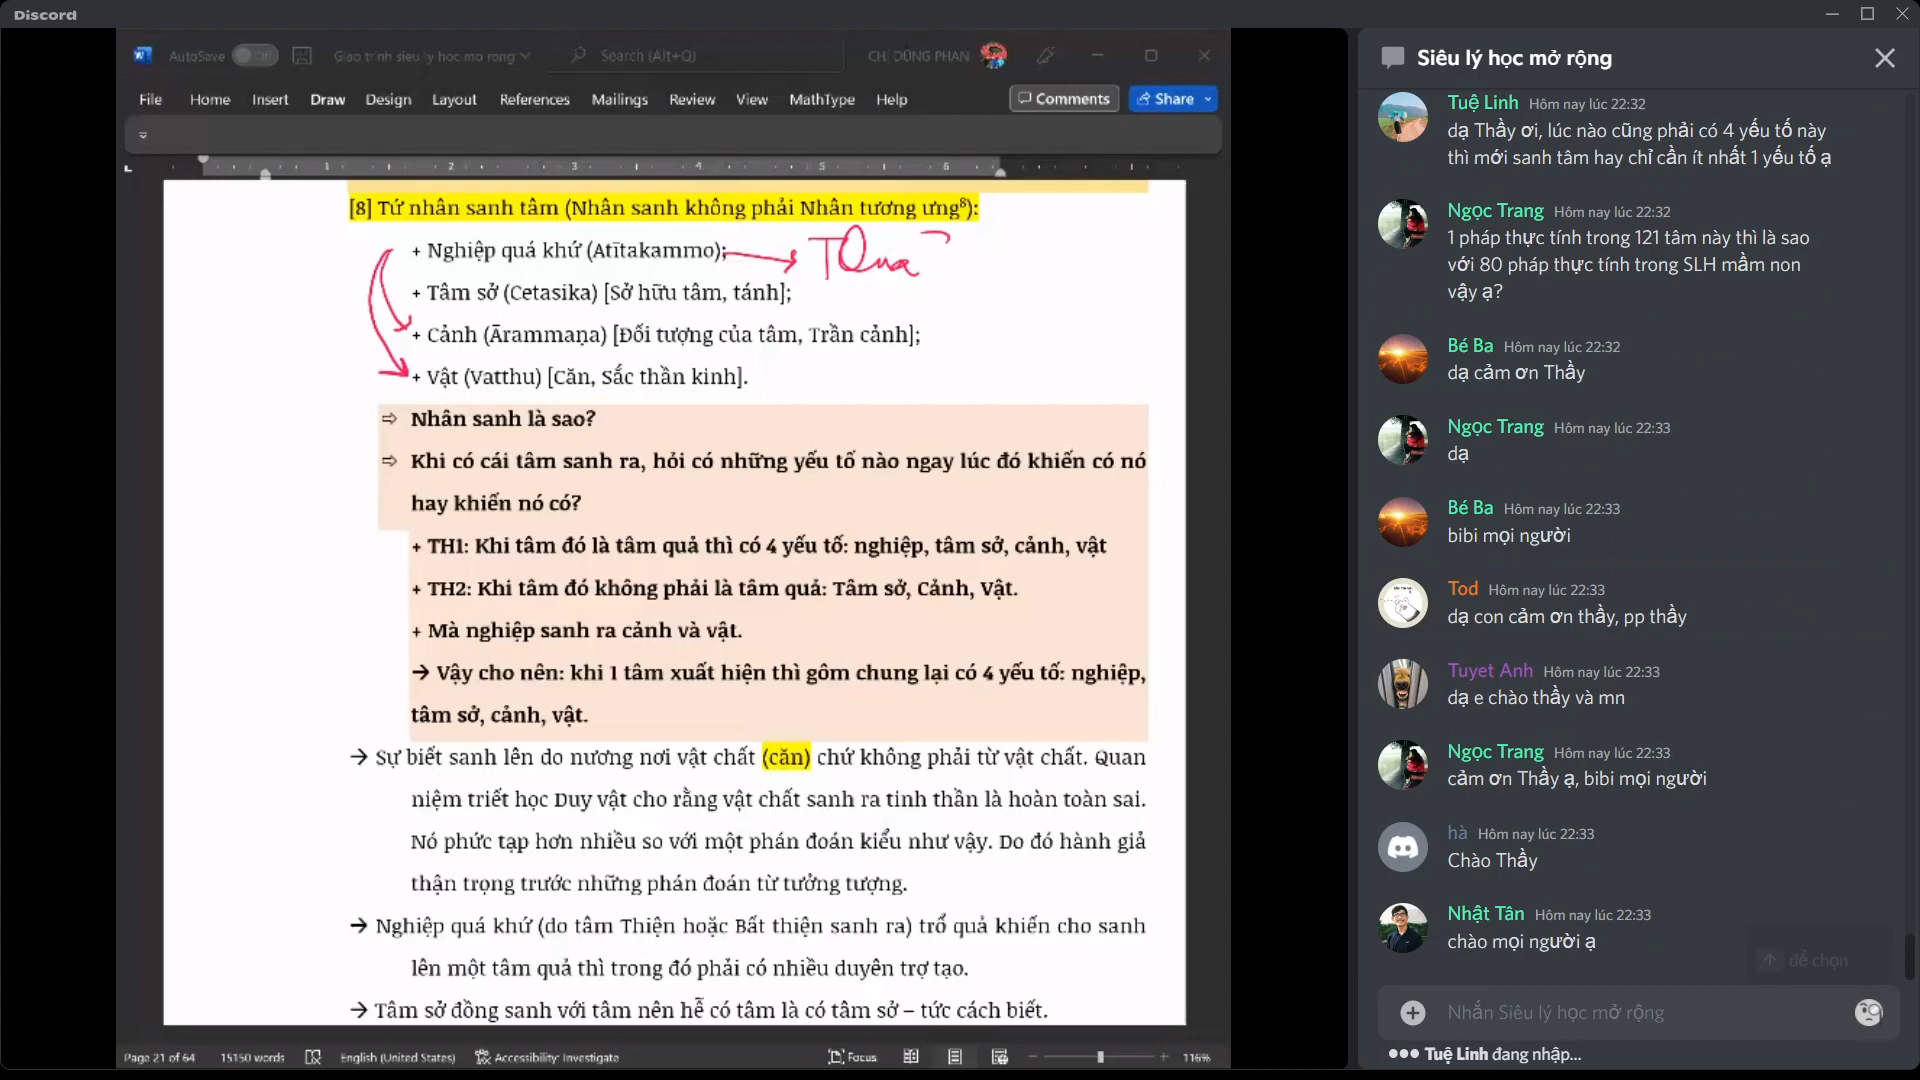 Discord
AutoSave
Giao trinh sieu ly hoc mo rong
Search (Alt+Q)
CHÍ DŨNG PHAN
File Home Insert Draw Design Layout References Mailings Review View MathType Help
Comments
Share
1 2 3 4 5 6
[8] Tứ nhân sanh tâm (Nhân sanh không phải Nhân tương ưng⁸):
+ Nghiệp quá khứ (Atītakammo);
TQua
+ Tâm sở (Cetasika) [Sở hữu tâm, tánh];
+ Cảnh (Ārammaṇa) [Đối tượng của tâm, Trần cảnh];
+ Vật (Vatthu) [Căn, Sắc thần kinh].
⇨ Nhân sanh là sao?
⇨ Khi có cái tâm sanh ra, hỏi có những yếu tố nào ngay lúc đó khiến có nó
hay khiến nó có?
+ TH1: Khi tâm đó là tâm quả thì có 4 yếu tố: nghiệp, tâm sở, cảnh, vật
+ TH2: Khi tâm đó không phải là tâm quả: Tâm sở, Cảnh, Vật.
+ Mà nghiệp sanh ra cảnh và vật.
→ Vậy cho nên: khi 1 tâm xuất hiện thì gôm chung lại có 4 yếu tố: nghiệp,
tâm sở, cảnh, vật.
→ Sự biết sanh lên do nương nơi vật chất (căn) chứ không phải từ vật chất. Quan
niệm triết học Duy vật cho rằng vật chất sanh ra tinh thần là hoàn toàn sai.
Nó phức tạp hơn nhiều so với một phán đoán kiểu như vậy. Do đó hành giả
thận trọng trước những phán đoán từ tưởng tượng.
→ Nghiệp quá khứ (do tâm Thiện hoặc Bất thiện sanh ra) trổ quả khiến cho sanh
lên một tâm quả thì trong đó phải có nhiều duyên trợ tạo.
→ Tâm sở đồng sanh với tâm nên hễ có tâm là có tâm sở – tức cách biết.
Page 21 of 64 15150 words English (United States) Accessibility: Investigate Focus 116%
Siêu lý học mở rộng
Tuệ Linh Hôm nay lúc 22:32
dạ Thầy ơi, lúc nào cũng phải có 4 yếu tố này
thì mới sanh tâm hay chỉ cần ít nhất 1 yếu tố ạ
Ngọc Trang Hôm nay lúc 22:32
1 pháp thực tính trong 121 tâm này thì là sao
với 80 pháp thực tính trong SLH mầm non
vậy ạ?
Bé Ba Hôm nay lúc 22:32
dạ cảm ơn Thầy
Ngọc Trang Hôm nay lúc 22:33
dạ
Bé Ba Hôm nay lúc 22:33
bibi mọi người
Tod Hôm nay lúc 22:33
dạ con cảm ơn thầy, pp thầy
Tuyet Anh Hôm nay lúc 22:33
dạ e chào thầy và mn
Ngọc Trang Hôm nay lúc 22:33
cảm ơn Thầy ạ, bibi mọi người
hà Hôm nay lúc 22:33
Chào Thầy
Nhật Tân Hôm nay lúc 22:33
chào mọi người ạ
để chọn
Nhắn Siêu lý học mở rộng
Tuệ Linh đang nhập...